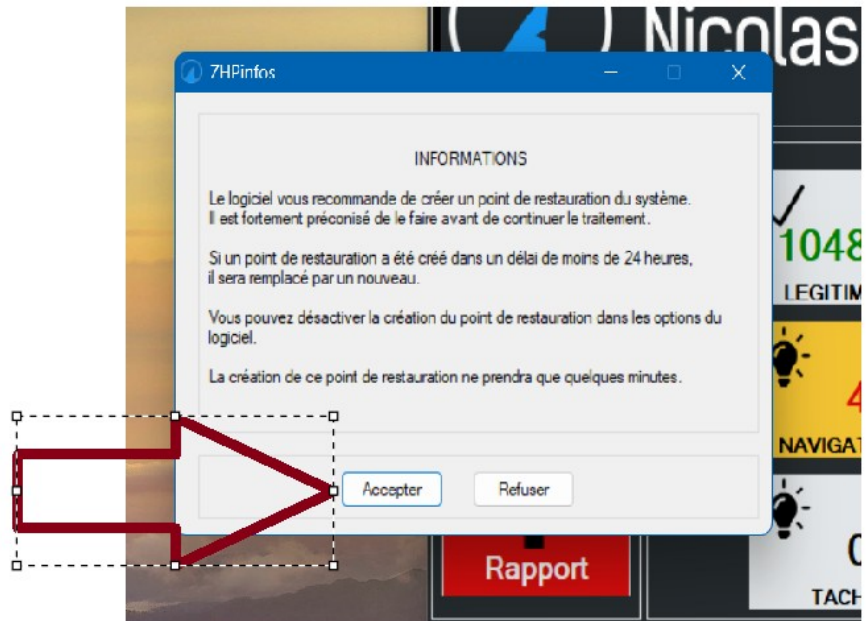 Nicolas
ZHPinfos
INFORMATIONS
Le logiciel vous recommande de créer un point de restauration du système.
Il est fortement préconisé de le faire avant de continuer le traitement.
Si un point de restauration a été créé dans un délai de moins de 24 heures,
il sera remplacé par un nouveau.
Vous pouvez désactiver la création du point de restauration dans les options du
logiciel.
La création de ce point de restauration ne prendra que quelques minutes.
Accepter Refuser
1048
LEGITIM
4
NAVIGAT
0
TACH
Rapport